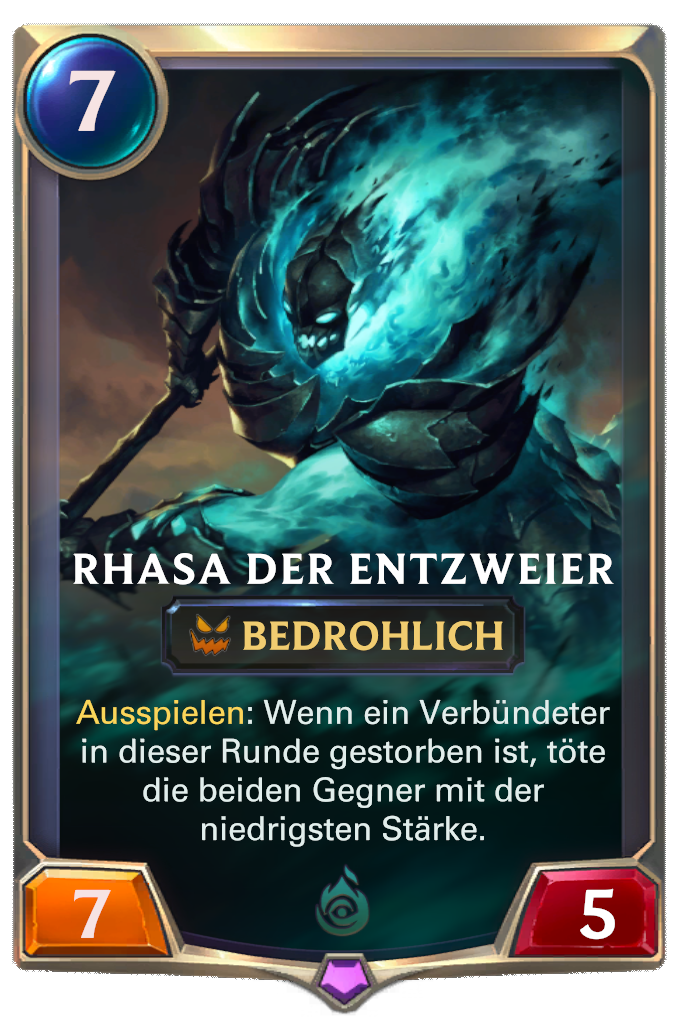 7
RHASA DER ENTZWEIER
BEDROHLICH
Ausspielen: Wenn ein Verbündeter
in dieser Runde gestorben ist, töte
die beiden Gegner mit der
niedrigsten Stärke.
7
5